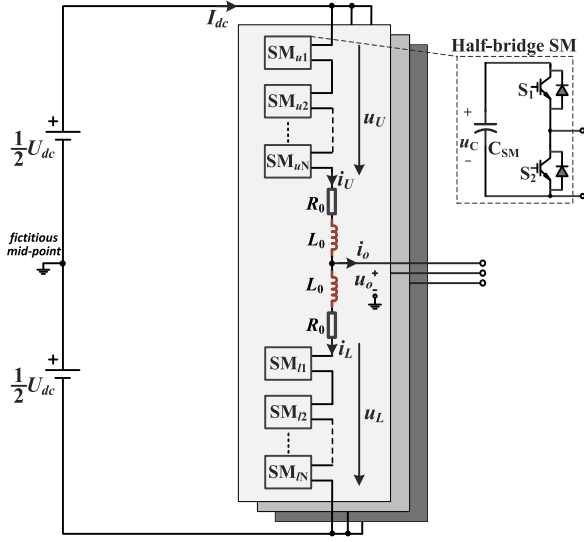 I_dc
Half-bridge SM
SM_u1
SM_u2
SM_uN
u_U
i_U
R_0
L_0
i_o
u_o
+
-
L_0
R_0
i_L
SM_l1
SM_l2
SM_lN
u_L
+
1/2 U_dc
fictitious
mid-point
+
1/2 U_dc
S_1
+
u_C
-
C_SM
S_2